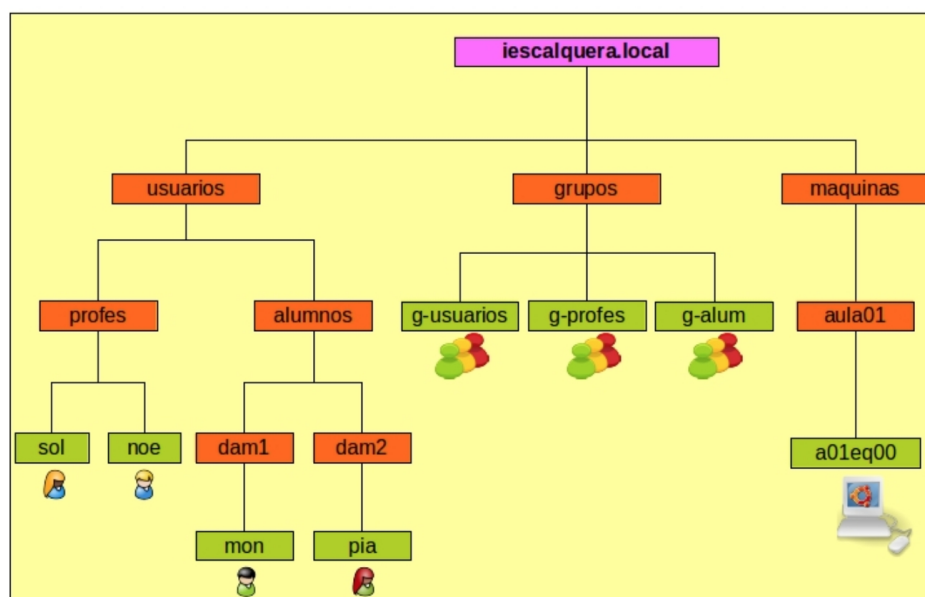 iescalquera.local
usuarios
grupos
maquinas
profes
alumnos
g-usuarios
g-profes
g-alum
aula01
sol
noe
dam1
dam2
a01eq00
mon
pia